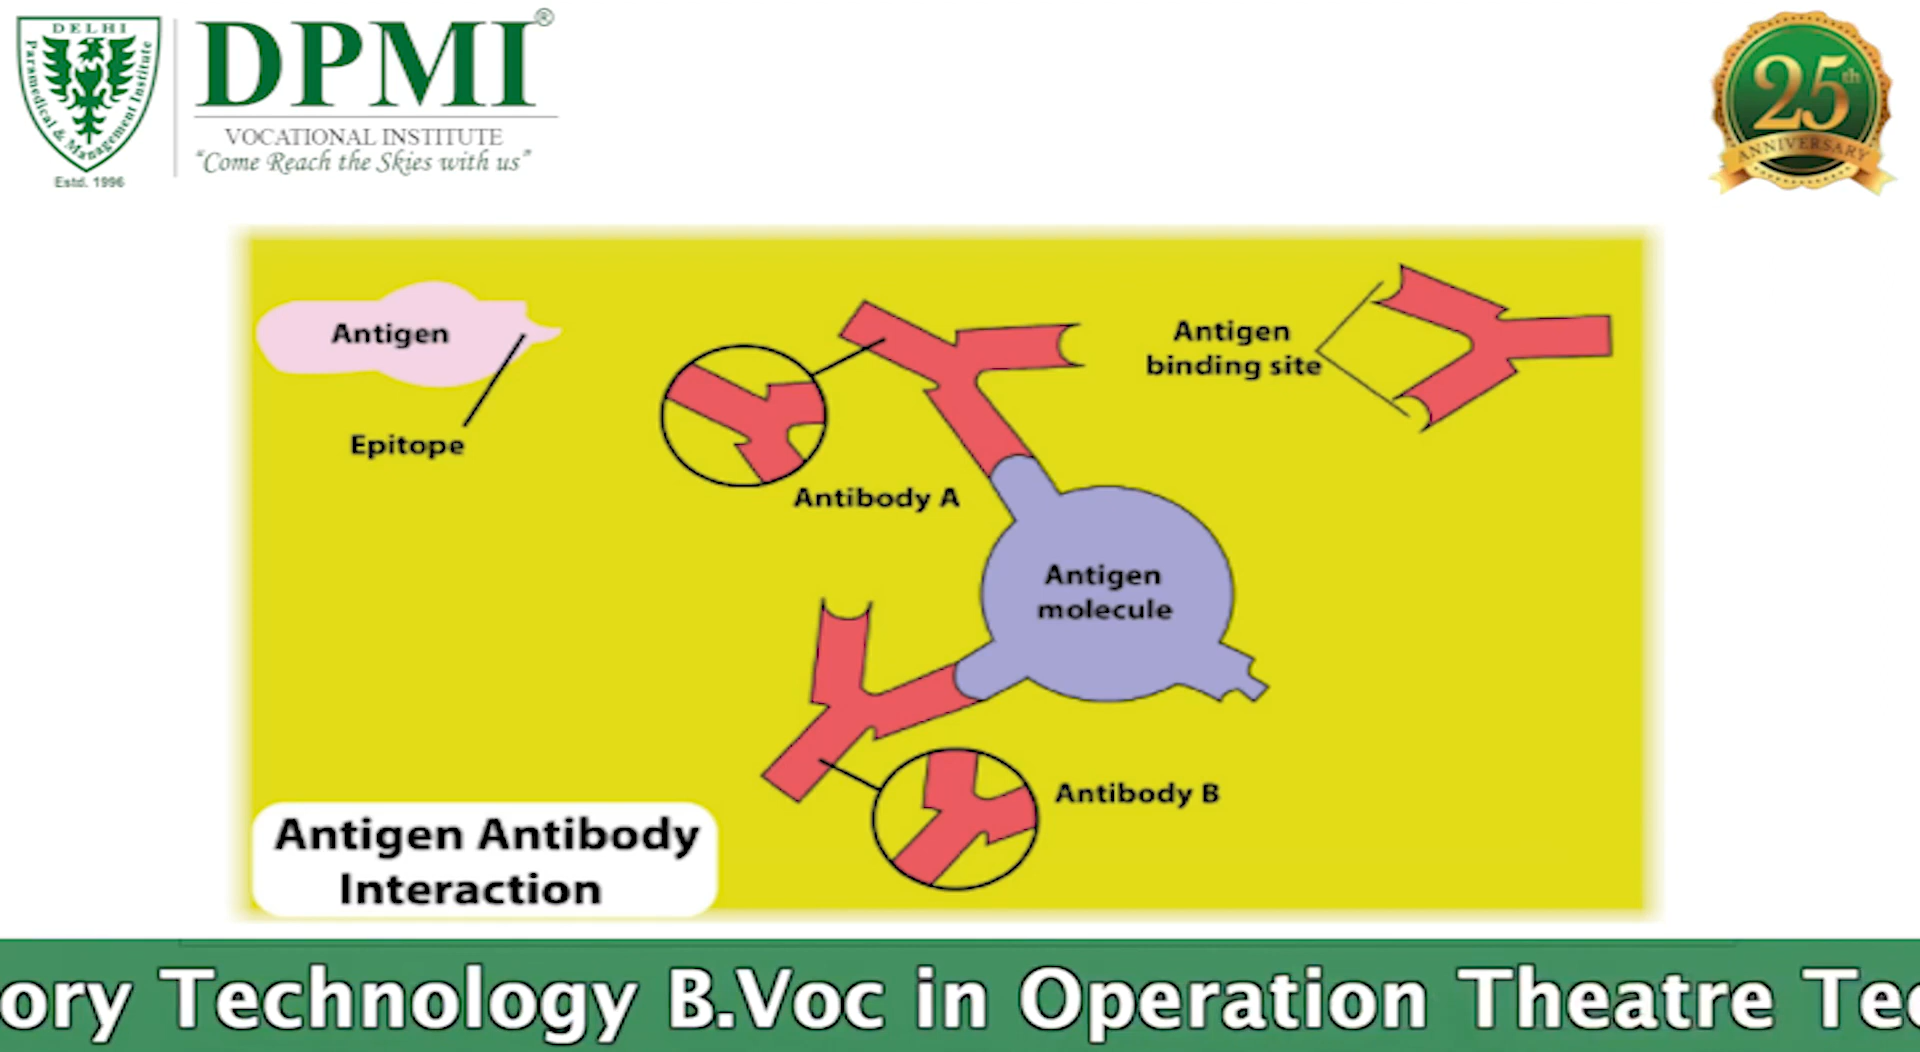 DELHI
Paramedical & Management Institute
Estd. 1996
DPMI®
VOCATIONAL INSTITUTE
"Come Reach the Skies with us"
25th
ANNIVERSARY
Antigen
Epitope
Antibody A
Antigen
binding site
Antigen
molecule
Antibody B
Antigen Antibody
Interaction
ory Technology B.Voc in Operation Theatre Tec